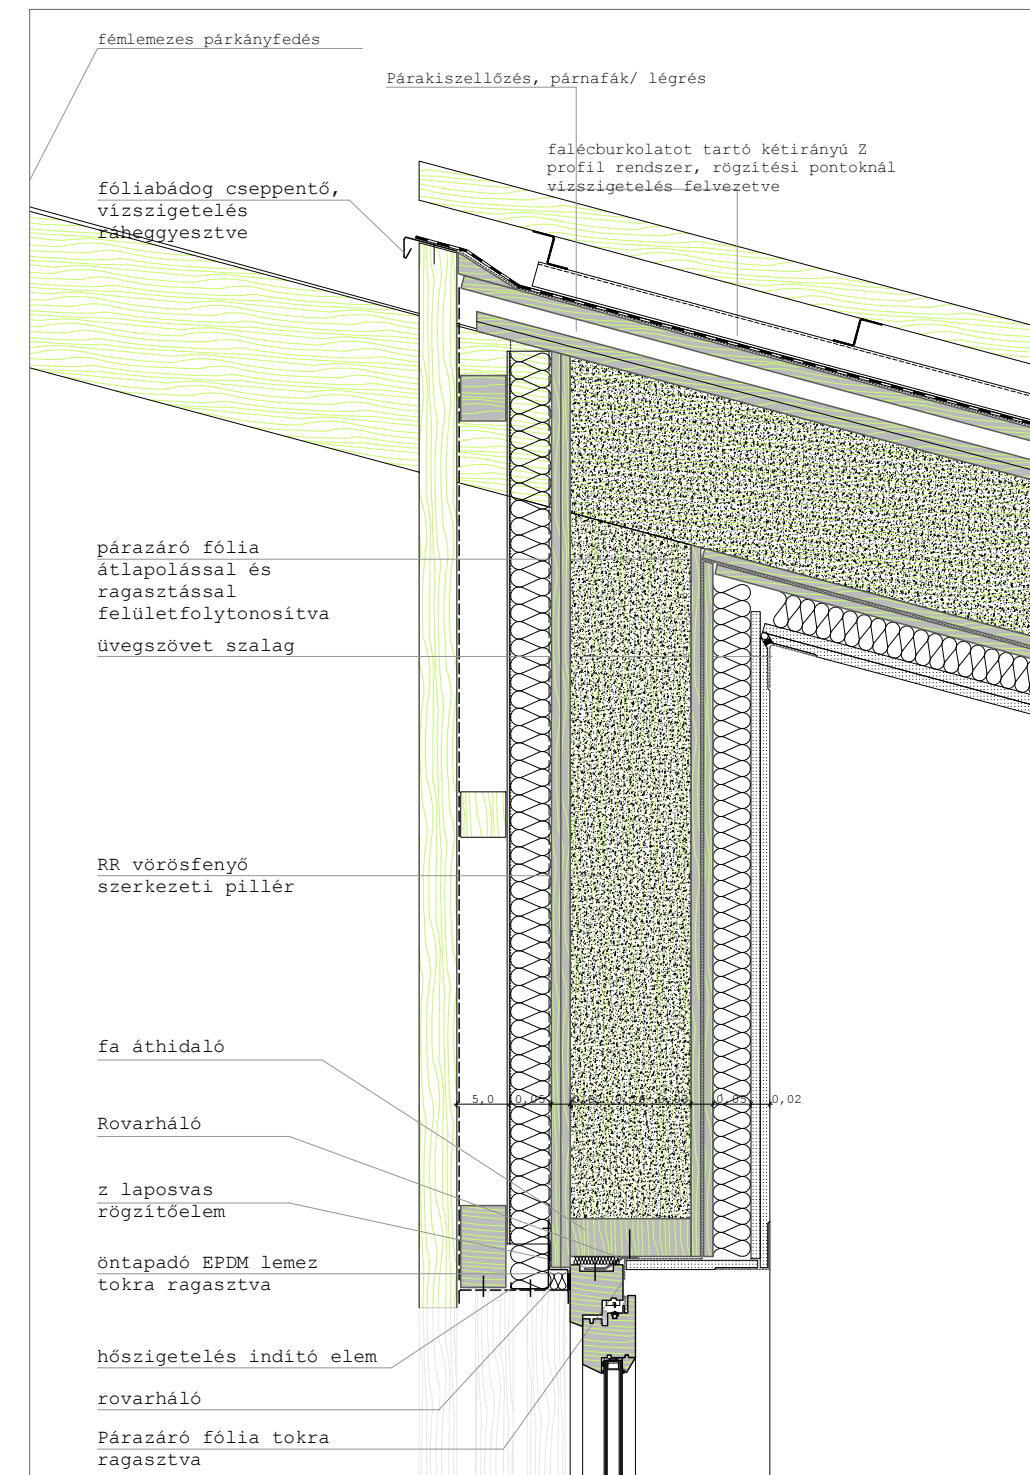 fémlemezes párkányfedés
Párakiszellőzés, párnafák/ légrés
falécburkolatot tartó kétirányú Z
profil rendszer, rögzítési pontoknál
vízszigetelés felvezetve
fóliabádog cseppentő,
vízszigetelés
ráheggyesztve
párazáró fólia
átlapolással és
ragasztással
felületfolytonosítva
üvegszövet szalag
RR vörösfenyő
szerkezeti pillér
fa áthidaló
5,0 0,05 0,05 0,02
Rovarháló
z laposvas
rögzítőelem
öntapadó EPDM lemez
tokra ragasztva
hőszigetelés indító elem
rovarháló
Párazáró fólia tokra
ragasztva